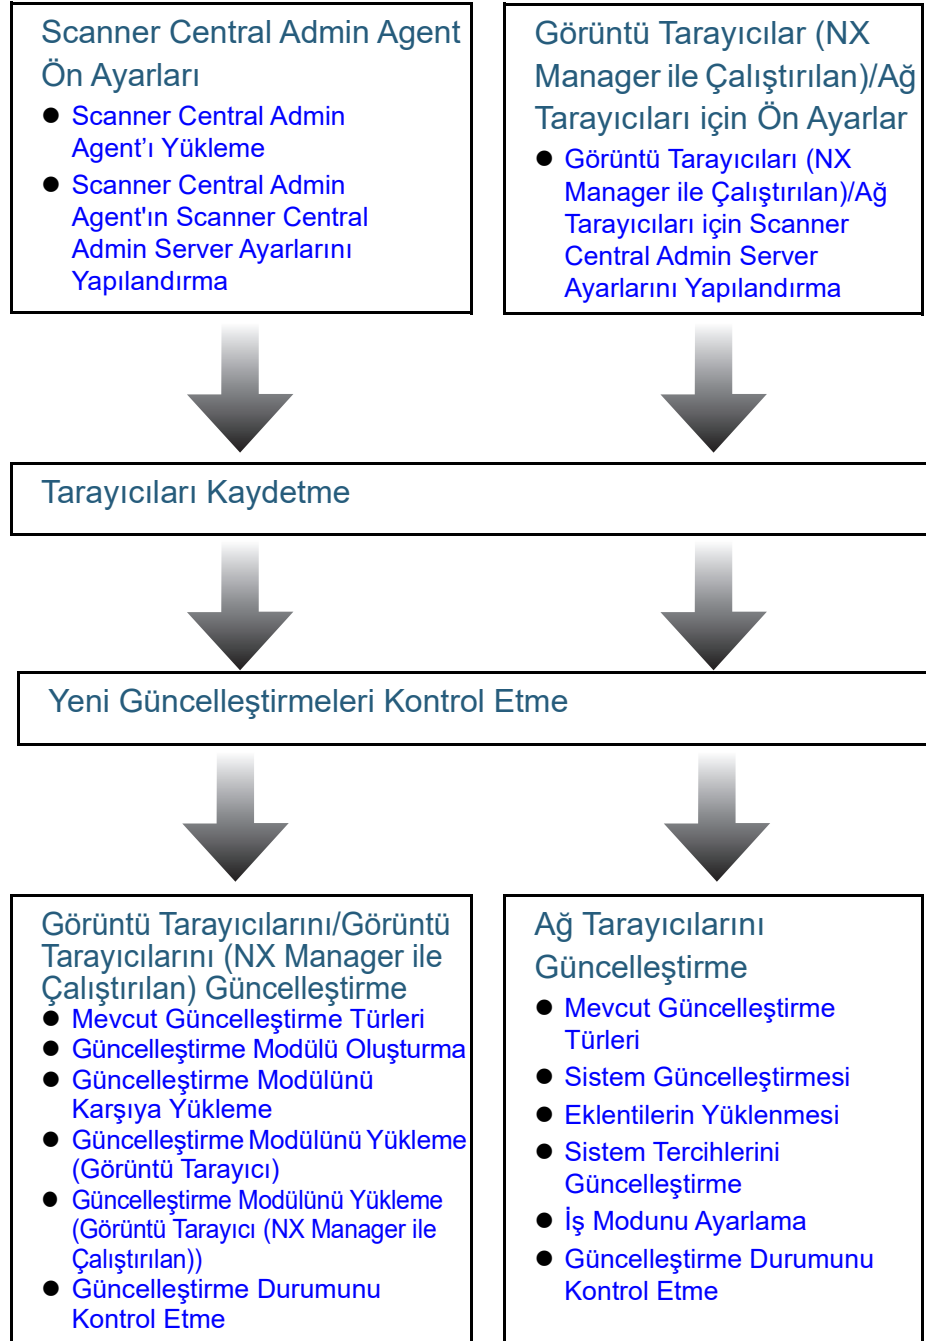 Scanner Central Admin Agent
Ön Ayarları
● Scanner Central Admin
Agent’ı Yükleme
● Scanner Central Admin
Agent'ın Scanner Central
Admin Server Ayarlarını
Yapılandırma
Görüntü Tarayıcılar (NX
Manager ile Çalıştırılan)/Ağ
Tarayıcıları için Ön Ayarlar
● Görüntü Tarayıcıları (NX
Manager ile Çalıştırılan)/Ağ
Tarayıcıları için Scanner
Central Admin Server
Ayarlarını Yapılandırma
Tarayıcıları Kaydetme
Yeni Güncelleştirmeleri Kontrol Etme
Görüntü Tarayıcılarını/Görüntü
Tarayıcılarını (NX Manager ile
Çalıştırılan) Güncelleştirme
● Mevcut Güncelleştirme Türleri
● Güncelleştirme Modülü Oluşturma
● Güncelleştirme Modülünü
Karşıya Yükleme
● Güncelleştirme Modülünü Yükleme
(Görüntü Tarayıcı)
● Güncelleştirme Modülünü Yükleme
(Görüntü Tarayıcı (NX Manager ile
Çalıştırılan))
● Güncelleştirme Durumunu
Kontrol Etme
Ağ Tarayıcılarını
Güncelleştirme
● Mevcut Güncelleştirme
Türleri
● Sistem Güncelleştirmesi
● Eklentilerin Yüklenmesi
● Sistem Tercihlerini
Güncelleştirme
● İş Modunu Ayarlama
● Güncelleştirme Durumunu
Kontrol Etme